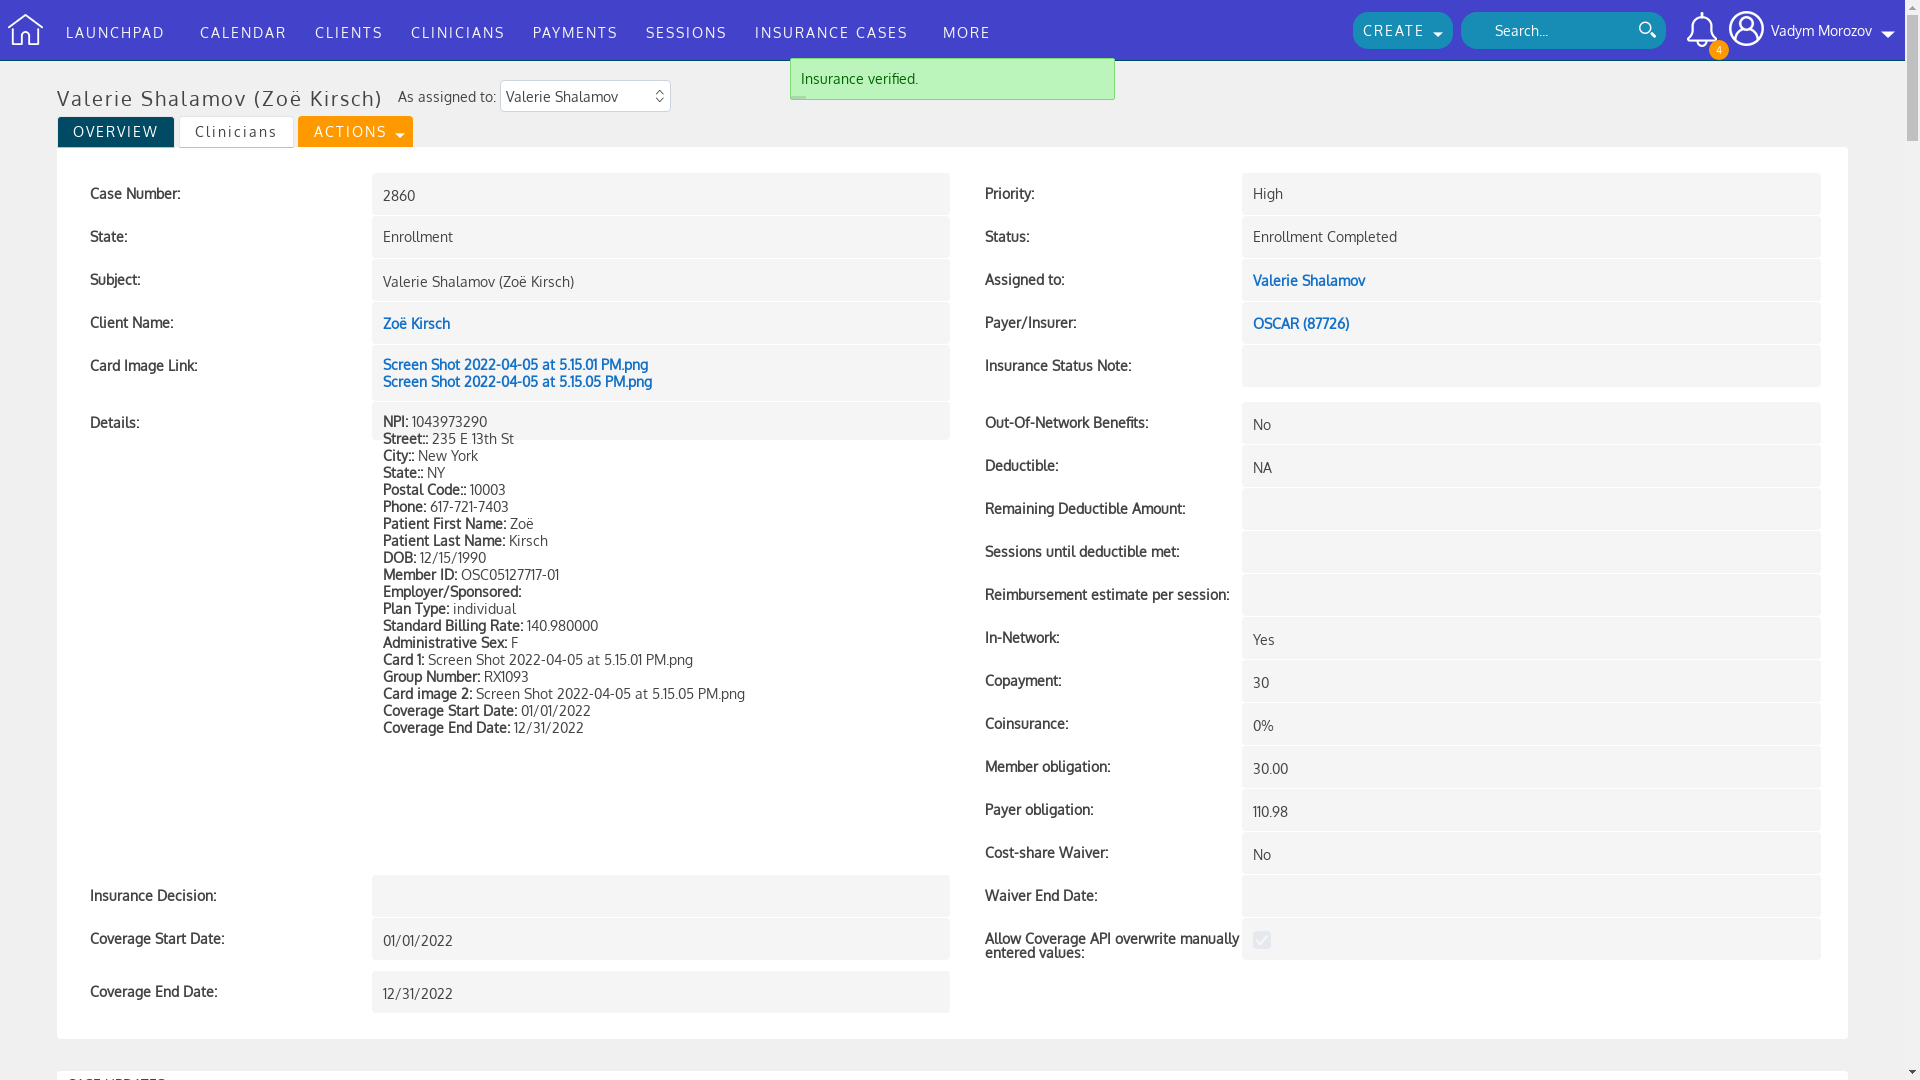 LAUNCHPAD CALENDAR CLIENTS CLINICIANS PAYMENTS SESSIONS INSURANCE CASES MORE CREATE Search... 4 Vadym Morozov
Insurance verified.
Valerie Shalamov (Zoë Kirsch) As assigned to: Valerie Shalamov
OVERVIEW Clinicians ACTIONS
Case Number: 2860 Priority: High
State: Enrollment Status: Enrollment Completed
Subject: Valerie Shalamov (Zoë Kirsch) Assigned to: Valerie Shalamov
Client Name: Zoë Kirsch Payer/Insurer: OSCAR (87726)
Card Image Link: Screen Shot 2022-04-05 at 5.15.01 PM.png Insurance Status Note:
Screen Shot 2022-04-05 at 5.15.05 PM.png
Details: NPI: 1043973290 Out-Of-Network Benefits: No
Street:: 235 E 13th St
City:: New York
State:: NY Deductible: NA
Postal Code:: 10003
Phone: 617-721-7403 Remaining Deductible Amount:
Patient First Name: Zoë
Patient Last Name: Kirsch
DOB: 12/15/1990 Sessions until deductible met:
Member ID: OSC05127717-01
Employer/Sponsored: Reimbursement estimate per session:
Plan Type: individual
Standard Billing Rate: 140.980000
Administrative Sex: F In-Network: Yes
Card 1: Screen Shot 2022-04-05 at 5.15.01 PM.png
Group Number: RX1093 Copayment: 30
Card image 2: Screen Shot 2022-04-05 at 5.15.05 PM.png
Coverage Start Date: 01/01/2022
Coverage End Date: 12/31/2022 Coinsurance: 0%
Member obligation: 30.00
Payer obligation: 110.98
Cost-share Waiver: No
Insurance Decision: Waiver End Date:
Coverage Start Date: 01/01/2022 Allow Coverage API overwrite manually
entered values:
Coverage End Date: 12/31/2022
CASE UPDATES